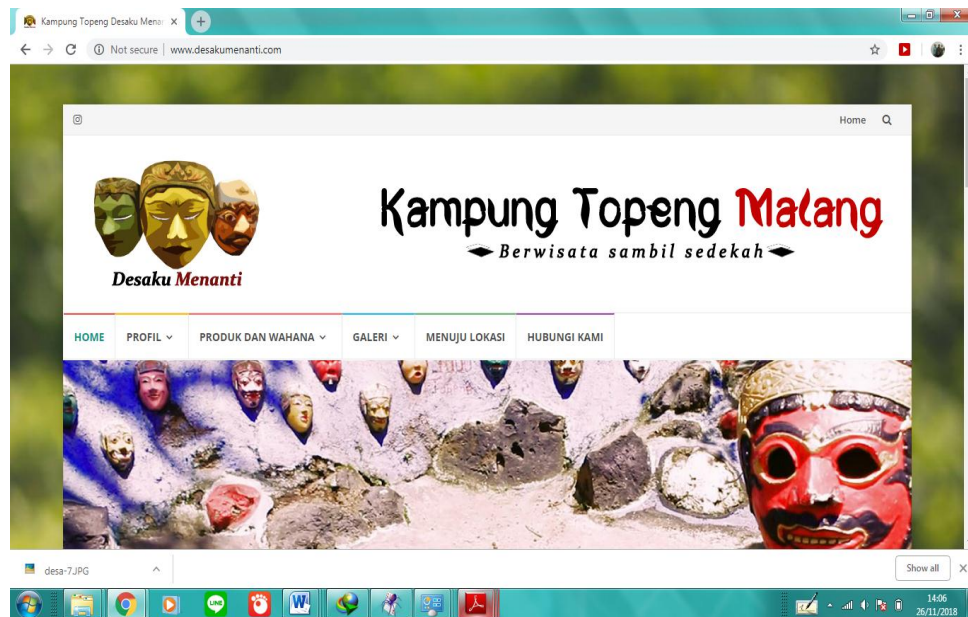 Kampung Topeng Desaku Menan
Not secure | www.desakumenanti.com
Home
Kampung Topeng Malang
Berwisata sambil sedekah
Desaku Menanti
HOME PROFIL PRODUK DAN WAHANA GALERI MENUJU LOKASI HUBUNGI KAMI
desa-7.JPG
Show all
LINE
14:06
26/11/2018